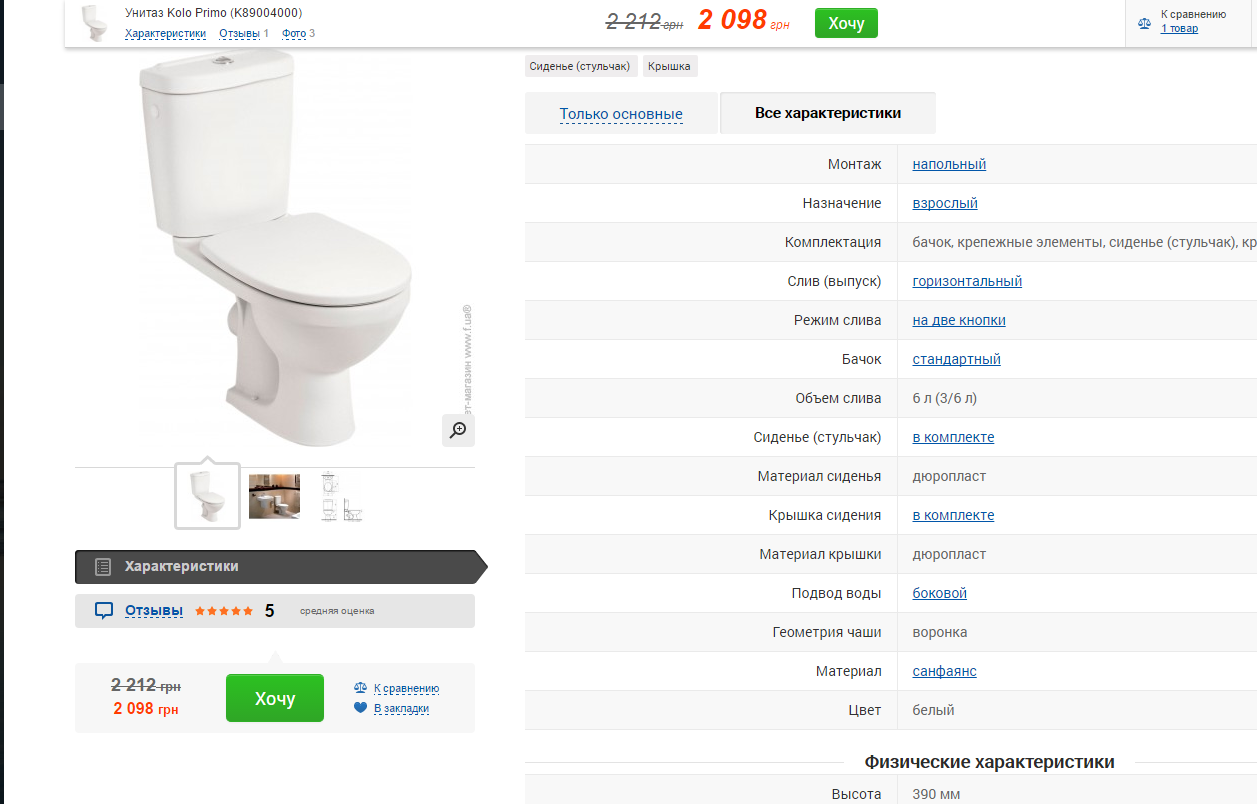 Унитаз Kolo Primo (K89004000)
Характеристики Отзывы 1 Фото 3
2 212 грн 2 098 грн Хочу
К сравнению
1 товар
Сиденье (стульчак) Крышка
Только основные Все характеристики
Монтаж напольный
Назначение взрослый
Комплектация бачок, крепежные элементы, сиденье (стульчак), кр
Слив (выпуск) горизонтальный
Режим слива на две кнопки
Бачок стандартный
Объем слива 6 л (3/6 л)
Сиденье (стульчак) в комплекте
Материал сиденья дюропласт
Крышка сидения в комплекте
Материал крышки дюропласт
Подвод воды боковой
Геометрия чаши воронка
Материал санфаянс
Цвет белый
Физические характеристики
Высота 390 мм
ет-магазин www.f.ua®
Характеристики
Отзывы 5 средняя оценка
2 212 грн
2 098 грн
Хочу
К сравнению
В закладки